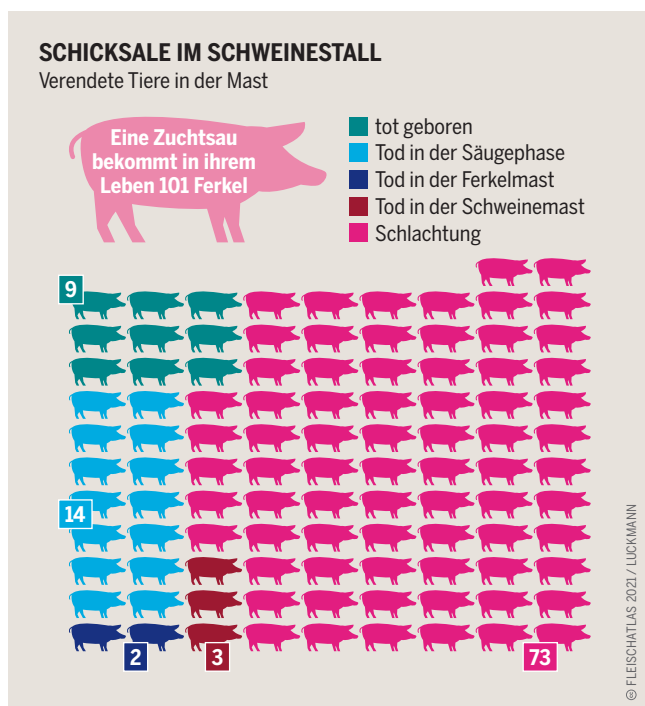 SCHICKSALE IM SCHWEINESTALL
Verendete Tiere in der Mast
Eine Zuchtsau
bekommt in ihrem
Leben 101 Ferkel
tot geboren
Tod in der Säugephase
Tod in der Ferkelmast
Tod in der Schweinemast
Schlachtung
9
14
2
3
73
FLEISCHATLAS 2021 / LUCKMANN